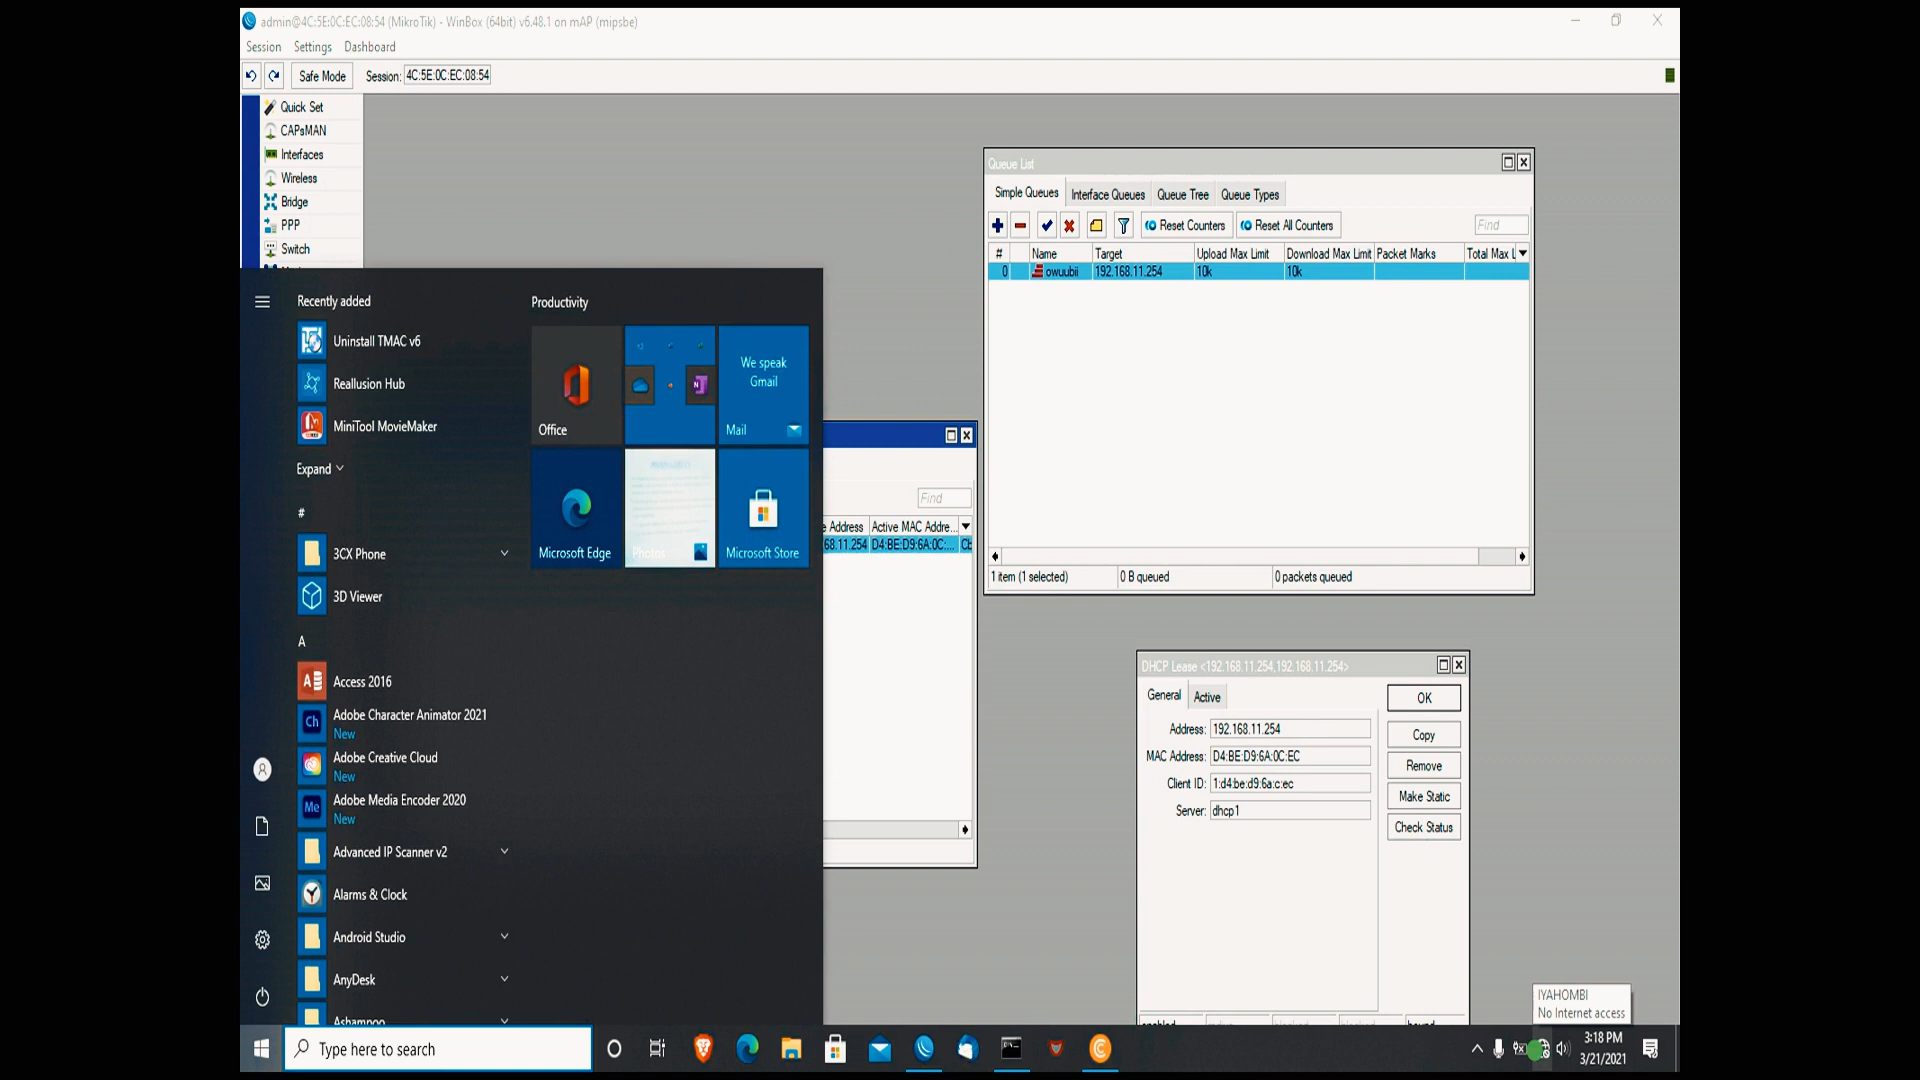 admin@4C:5E:0C:EC:08:54 (MikroTik) - WinBox (64bit) v6.48.1 on mAP (mipsbe)
Session Settings Dashboard
Safe Mode Session: 4C:5E:0C:EC:08:54
Quick Set
CAPsMAN
Interfaces
Wireless
Bridge
PPP
Switch
Queue List
Simple Queues Interface Queues Queue Tree Queue Types
Reset Counters Reset All Counters Find
# Name Target Upload Max Limit Download Max Limit Packet Marks Total Max L
0 owuubii 192.168.11.254 10k 10k
1 item (1 selected) 0 B queued 0 packets queued
Recently added
Uninstall TMAC v6
Reallusion Hub
MiniTool MovieMaker
Expand
#
3CX Phone
3D Viewer
A
Access 2016
Adobe Character Animator 2021
New
Adobe Creative Cloud
New
Adobe Media Encoder 2020
New
Advanced IP Scanner v2
Alarms & Clock
Android Studio
AnyDesk
Ashampoo
Productivity
Office
We speak
Gmail
Mail
Microsoft Edge
Photos
Microsoft Store
Find
e Address Active MAC Addre...
68.11.254 D4:BE:D9:6A:0C:...
DHCP Lease <192.168.11.254,192.168.11.254>
General Active
Address: 192.168.11.254
MAC Address: D4:BE:D9:6A:0C:EC
Client ID: 1:d4:be:d9:6a:c:ec
Server: dhcp1
OK
Copy
Remove
Make Static
Check Status
IYAHOMBI
No Internet access
Type here to search
3:18 PM
3/21/2021